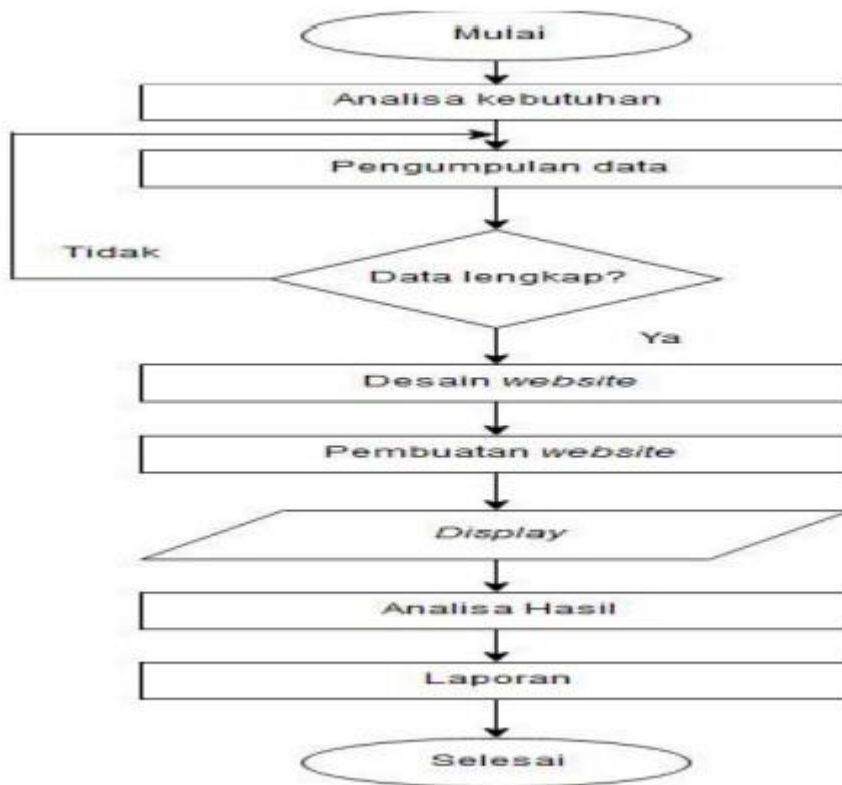 Mulai
Analisa kebutuhan
Pengumpulan data
Tidak
Data lengkap?
Ya
Desain website
Pembuatan website
Display
Analisa Hasil
Laporan
Selesai